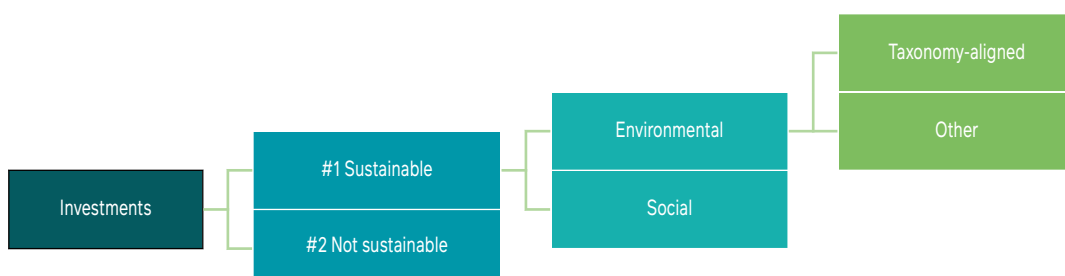 Investments
#1 Sustainable
#2 Not sustainable
Environmental
Social
Taxonomy-aligned
Other